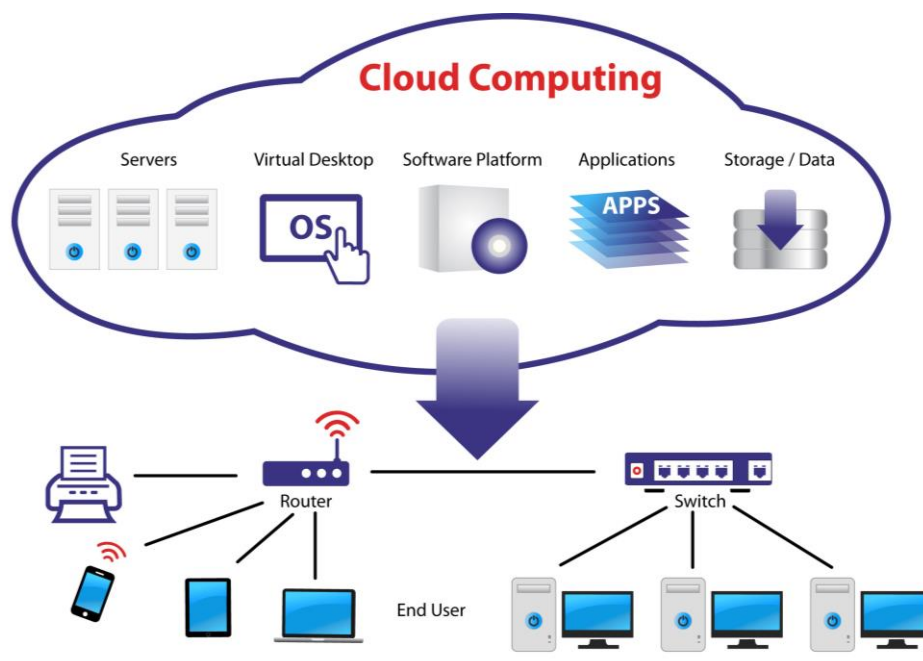 Cloud Computing
Servers
Virtual Desktop
Software Platform
Applications
Storage / Data
OS
APPS
Router
Switch
End User